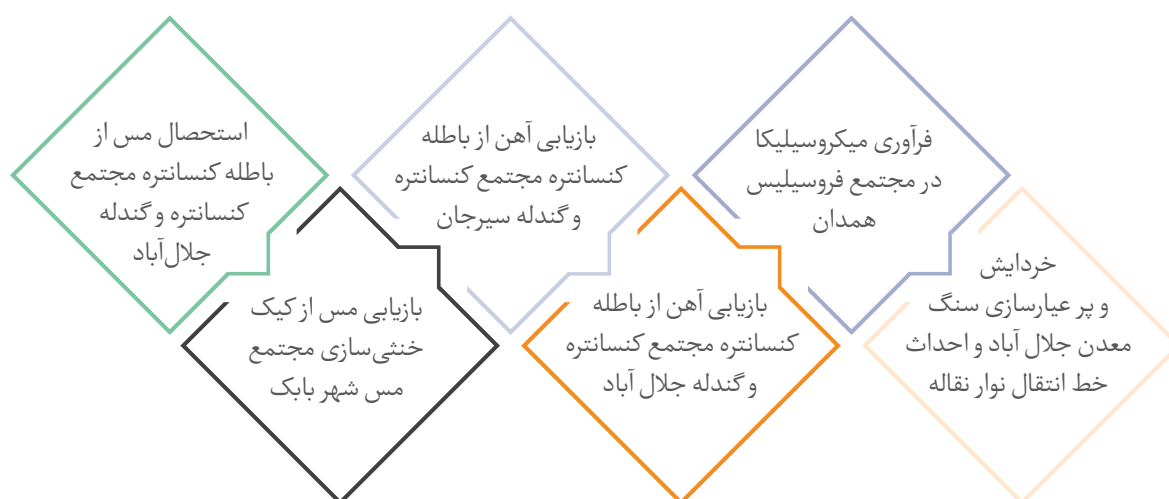 فرآوری میکروسیلیکا
در مجتمع فروسیلیس
همدان
بازیابی آهن از باطله
کنسانتره مجتمع کنسانتره
و گندله سیرجان
استحصال مس از
باطله کنسانتره مجتمع
کنسانتره و گندله
جلال‌آباد
خردایش
و پر عیارسازی سنگ
معدن جلال آباد و احداث
خط انتقال نوار نقاله
بازیابی آهن از باطله
کنسانتره مجتمع کنسانتره
و گندله جلال آباد
بازیابی مس از کیک
خنثی‌سازی مجتمع
مس شهر بابک